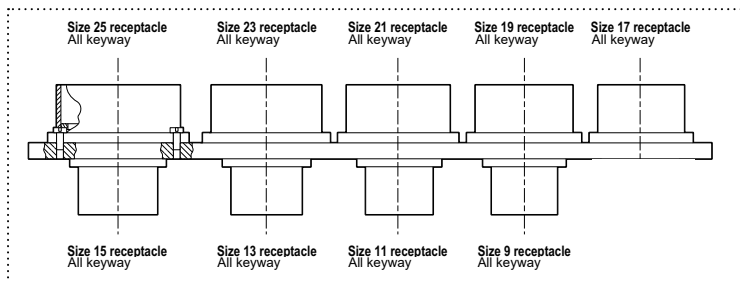 Size 25 receptacle
All keyway
Size 23 receptacle
All keyway
Size 21 receptacle
All keyway
Size 19 receptacle
All keyway
Size 17 receptacle
All keyway
Size 15 receptacle
All keyway
Size 13 receptacle
All keyway
Size 11 receptacle
All keyway
Size 9 receptacle
All keyway